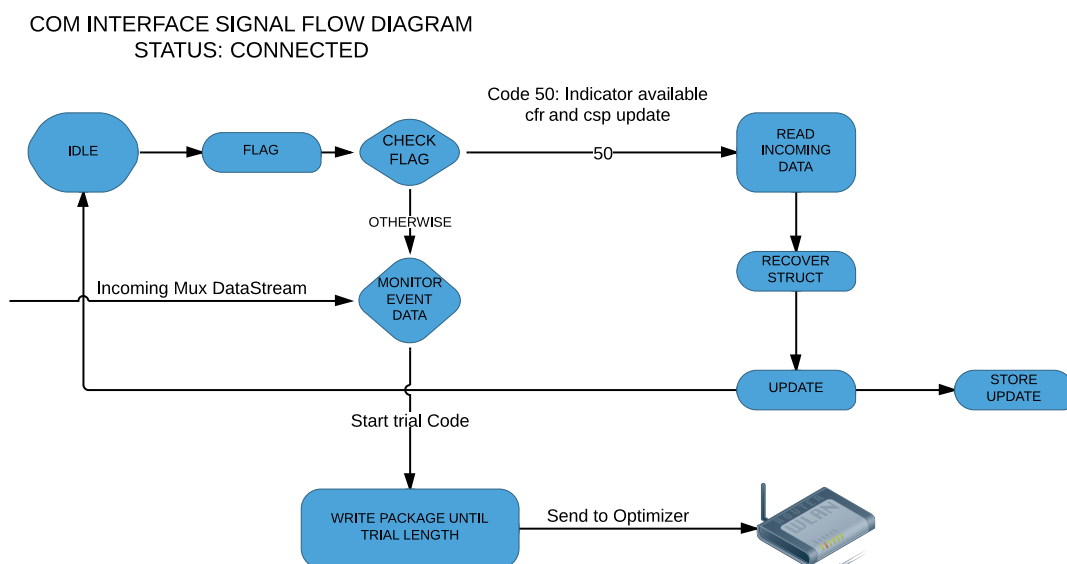 COM INTERFACE SIGNAL FLOW DIAGRAM
STATUS: CONNECTED
Code 50: Indicator available
cfr and csp update
IDLE
FLAG
CHECK
FLAG
50
READ
INCOMING
DATA
OTHERWISE
RECOVER
STRUCT
Incoming Mux DataStream
MONITOR
EVENT
DATA
UPDATE
STORE
UPDATE
Start trial Code
WRITE PACKAGE UNTIL
TRIAL LENGTH
Send to Optimizer
WLAN